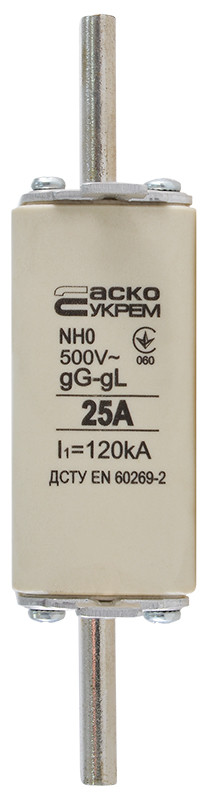 аско
УКРЕМ
NH0
500V~
060
gG-gL
25A
I₁=120kA
ДСТУ EN 60269-2